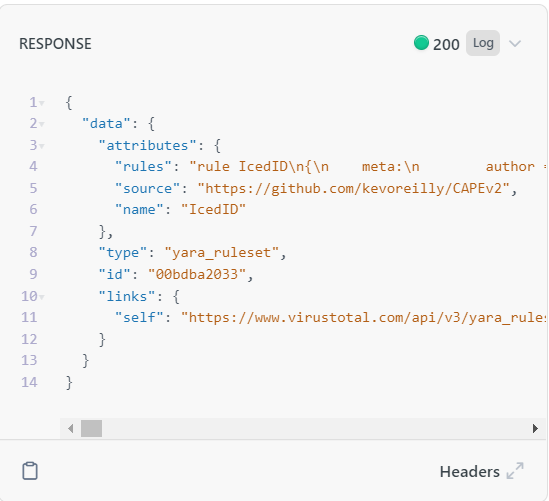 RESPONSE 200 Log
1 {
2 "data": {
3 "attributes": {
4 "rules": "rule IcedID\n{\n    meta:\n        author =
5 "source": "https://github.com/kevoreilly/CAPEv2",
6 "name": "IcedID"
7 },
8 "type": "yara_ruleset",
9 "id": "00bdba2033",
10 "links": {
11 "self": "https://www.virustotal.com/api/v3/yara_rules
12 }
13 }
14 }
Headers